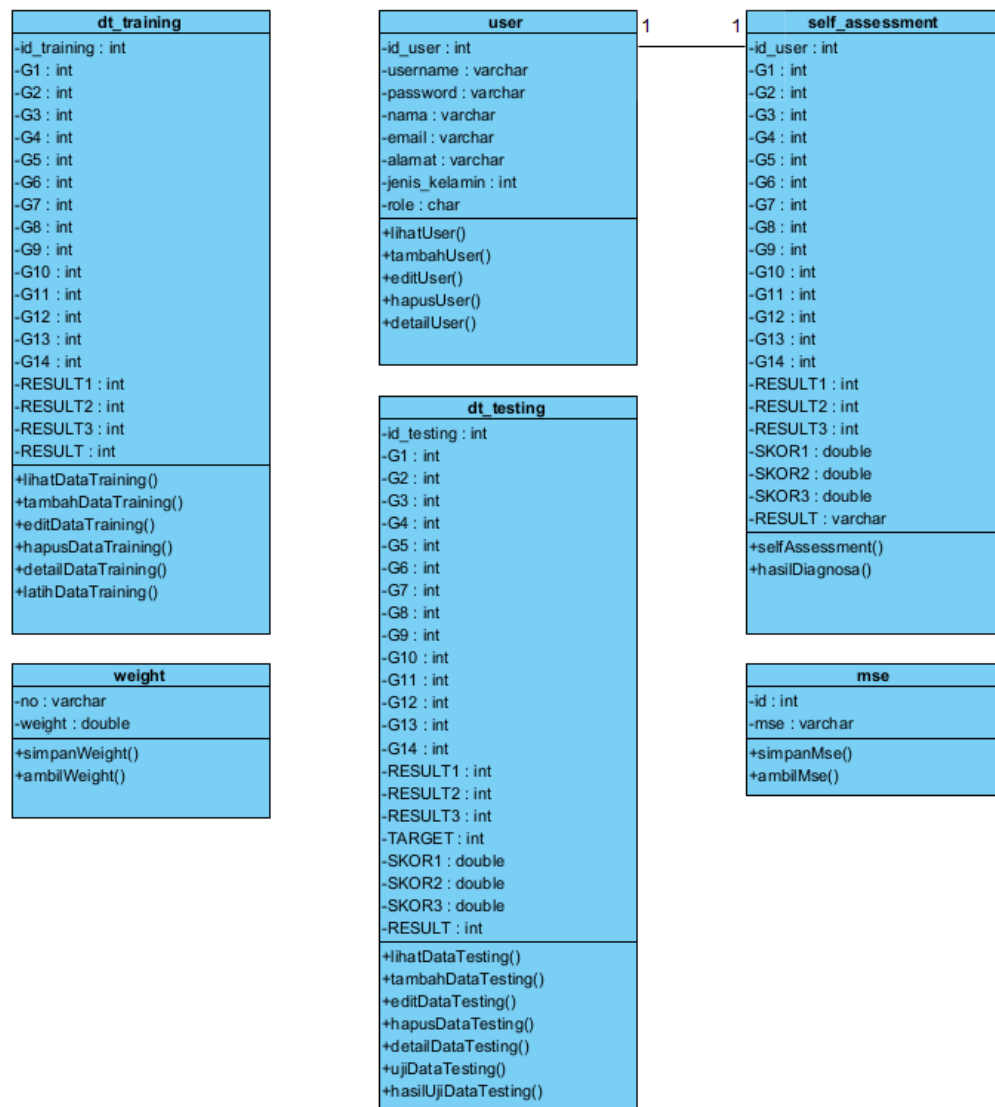 dt_training
-id_training : int
-G1 : int
-G2 : int
-G3 : int
-G4 : int
-G5 : int
-G6 : int
-G7 : int
-G8 : int
-G9 : int
-G10 : int
-G11 : int
-G12 : int
-G13 : int
-G14 : int
-RESULT1 : int
-RESULT2 : int
-RESULT3 : int
-RESULT : int
+lihatDataTraining()
+tambahDataTraining()
+editDataTraining()
+hapusDataTraining()
+detailDataTraining()
+latihDataTraining()
user
-id_user : int
-username : varchar
-password : varchar
-nama : varchar
-email : varchar
-alamat : varchar
-jenis_kelamin : int
-role : char
+lihatUser()
+tambahUser()
+editUser()
+hapusUser()
+detailUser()
1
1
self_assessment
-id_user : int
-G1 : int
-G2 : int
-G3 : int
-G4 : int
-G5 : int
-G6 : int
-G7 : int
-G8 : int
-G9 : int
-G10 : int
-G11 : int
-G12 : int
-G13 : int
-G14 : int
-RESULT1 : int
-RESULT2 : int
-RESULT3 : int
-SKOR1 : double
-SKOR2 : double
-SKOR3 : double
-RESULT : varchar
+selfAssessment()
+hasilDiagnosa()
dt_testing
-id_testing : int
-G1 : int
-G2 : int
-G3 : int
-G4 : int
-G5 : int
-G6 : int
-G7 : int
-G8 : int
-G9 : int
-G10 : int
-G11 : int
-G12 : int
-G13 : int
-G14 : int
-RESULT1 : int
-RESULT2 : int
-RESULT3 : int
-TARGET : int
-SKOR1 : double
-SKOR2 : double
-SKOR3 : double
-RESULT : int
+lihatDataTesting()
+tambahDataTesting()
+editDataTesting()
+hapusDataTesting()
+detailDataTesting()
+ujiDataTesting()
+hasilUjiDataTesting()
weight
-no : varchar
-weight : double
+simpanWeight()
+ambilWeight()
mse
-id : int
-mse : varchar
+simpanMse()
+ambilMse()